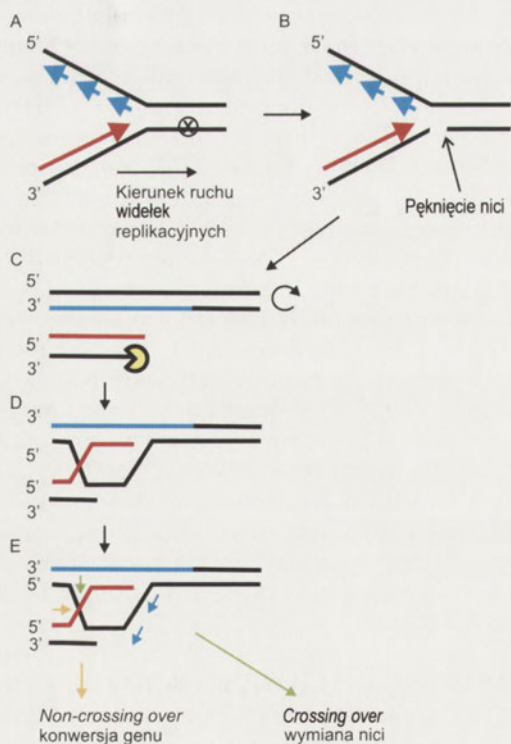 A
B
5'
5'
3'
3'
Kierunek ruchu
widełek
replikacyjnych
Pęknięcie nici
C
5'
3'
5'
3'
D
3'
5'
5'
3'
E
3'
5'
5'
3'
Non-crossing over
konwersja genu
Crossing over
wymiana nici